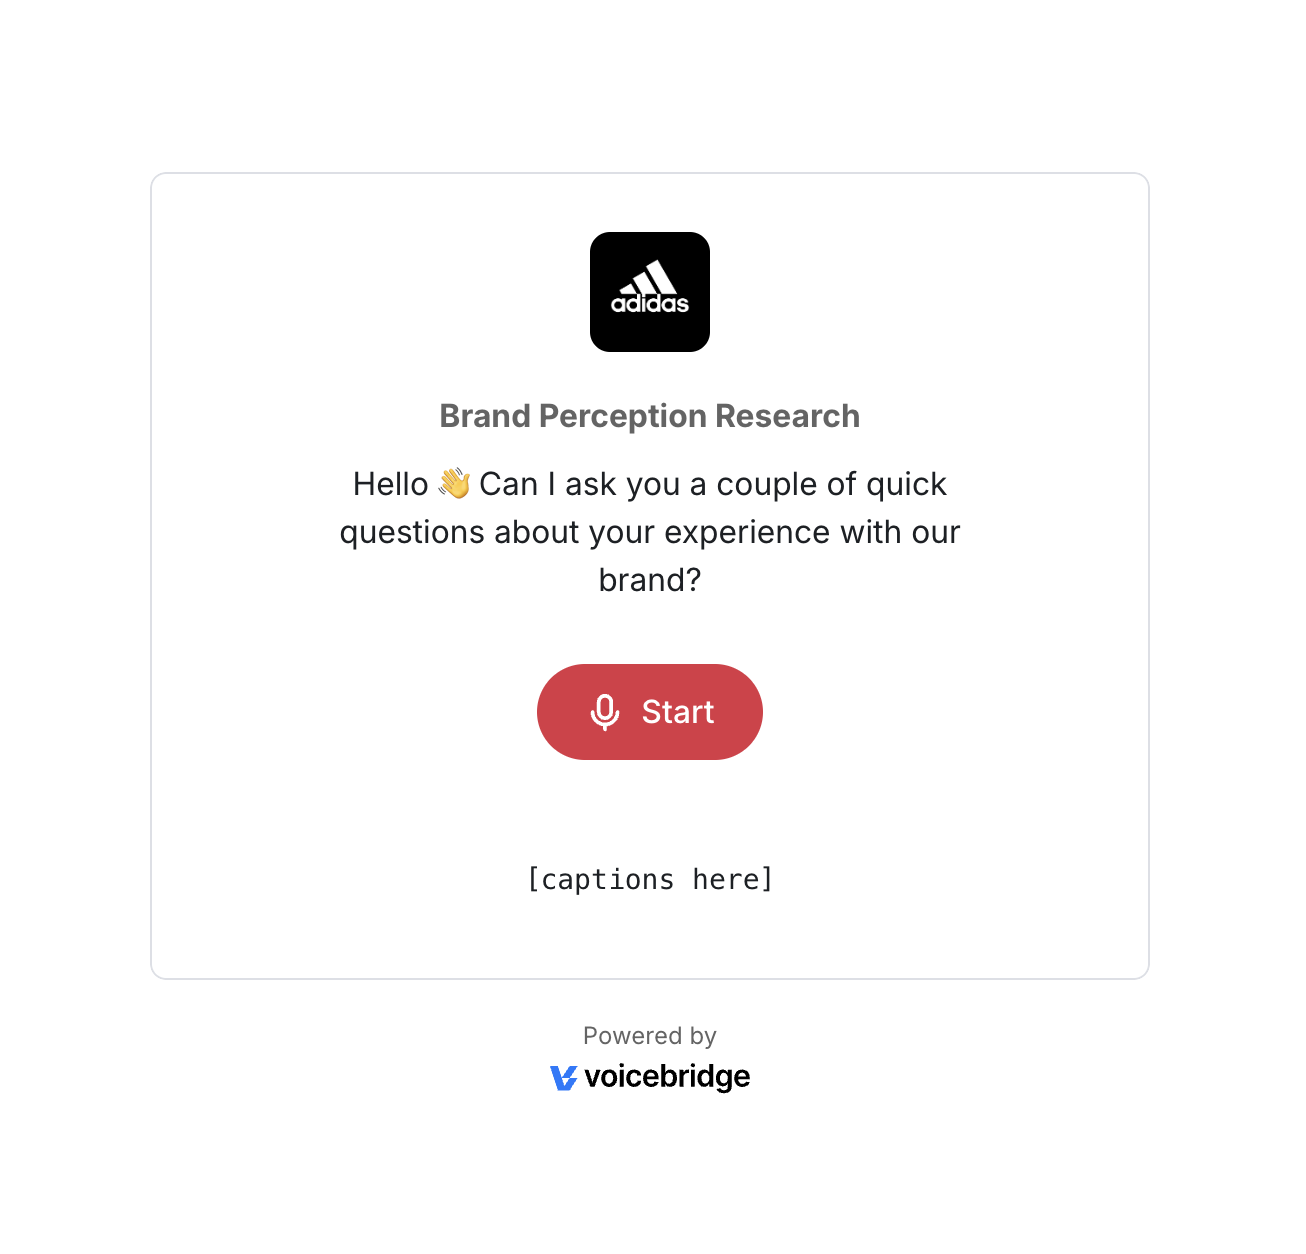 adidas
Brand Perception Research
Hello 👋 Can I ask you a couple of quick
questions about your experience with our
brand?
Start
[captions here]
Powered by
voicebridge